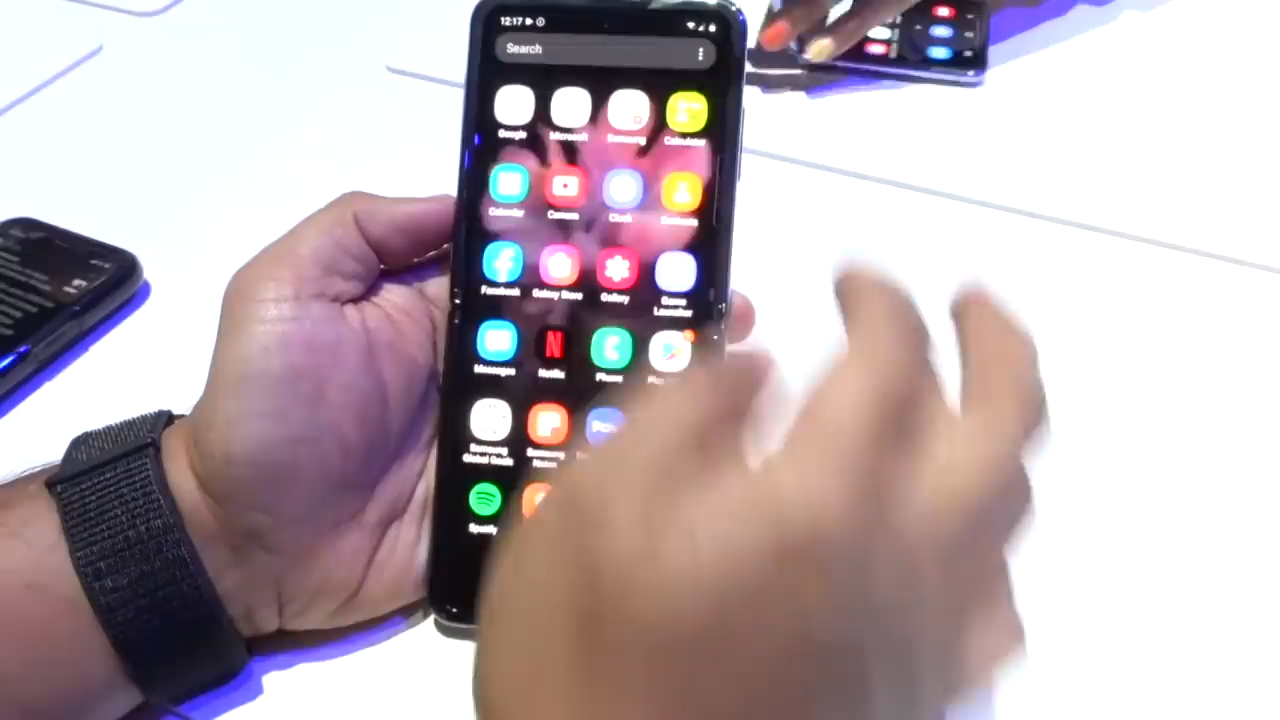 12:17
Search
Google Microsoft Samsung Calculator
Calendar Camera Clock Contacts
Facebook Galaxy Store Gallery Game Launcher
Messages Netflix Phone
Samsung Global Goals Samsung Notes
Spotify